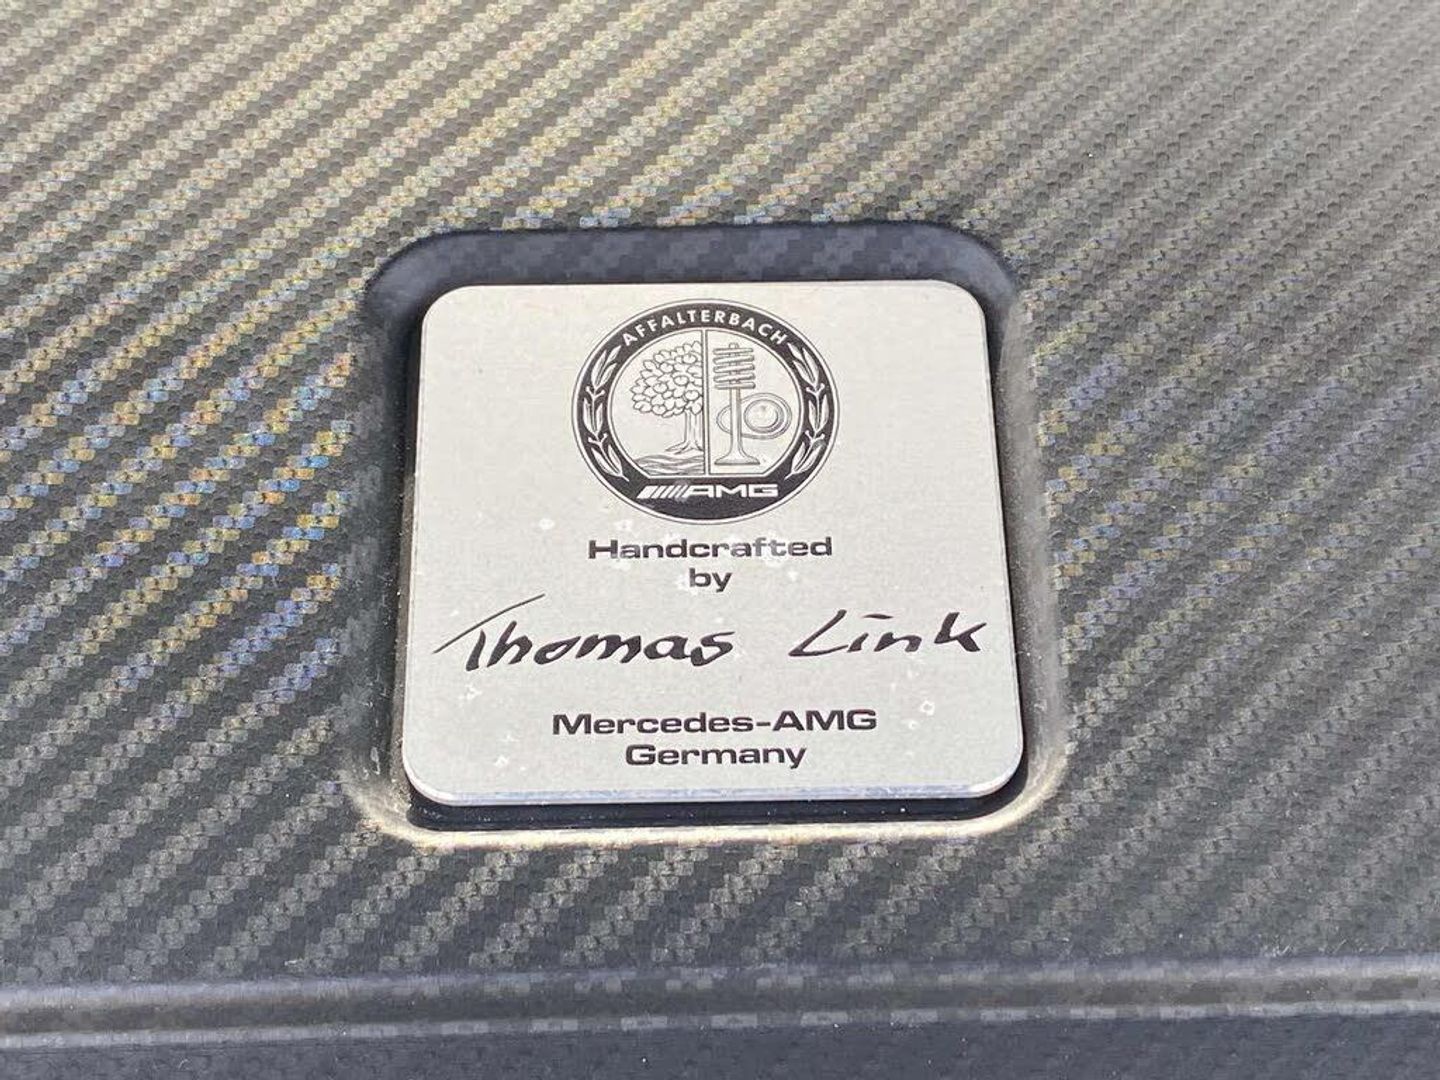 AFFALTERBACH
AMG
Handcrafted
by
Thomas Link
Mercedes-AMG
Germany